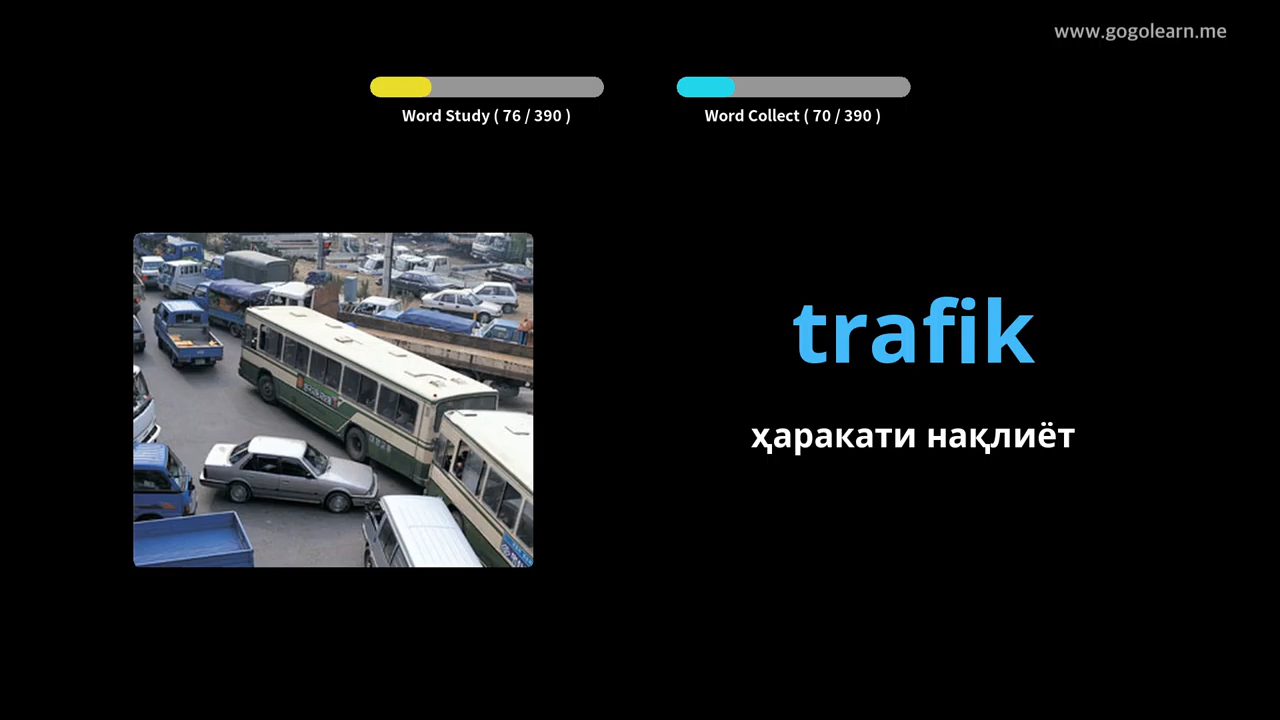 www.gogolearn.me
Word Study ( 76 / 390 )
Word Collect ( 70 / 390 )
trafik
ҳаракати нақлиёт